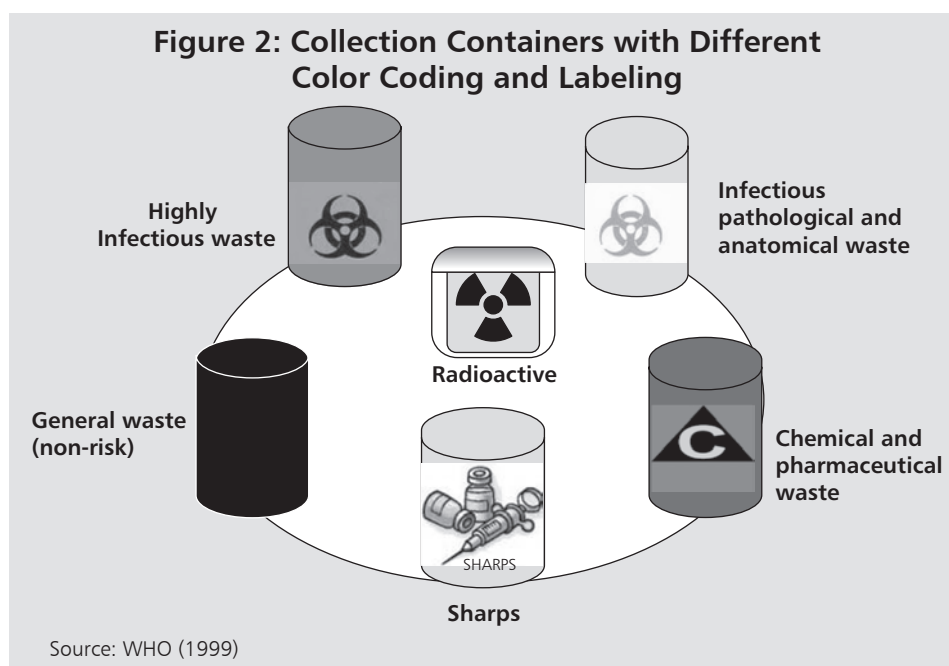 Figure 2: Collection Containers with Different
Color Coding and Labeling
Highly
Infectious waste
Infectious
pathological and
anatomical waste
Radioactive
General waste
(non-risk)
C
Chemical and
pharmaceutical
waste
SHARPS
Sharps
Source: WHO (1999)